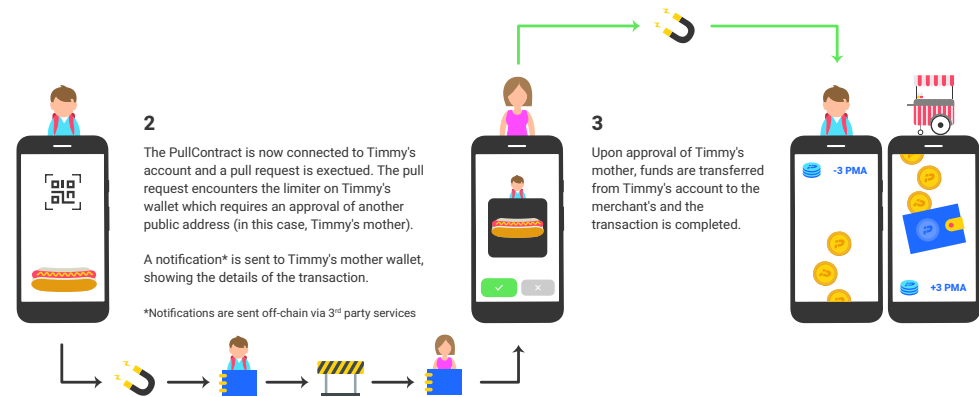 2
The PullContract is now connected to Timmy's
account and a pull request is exectued. The pull
request encounters the limiter on Timmy's
wallet which requires an approval of another
public address (in this case, Timmy's mother).
A notification* is sent to Timmy's mother wallet,
showing the details of the transaction.
*Notifications are sent off-chain via 3rd party services
3
Upon approval of Timmy's
mother, funds are transferred
from Timmy's account to the
merchant's and the
transaction is completed.
-3 PMA
+3 PMA